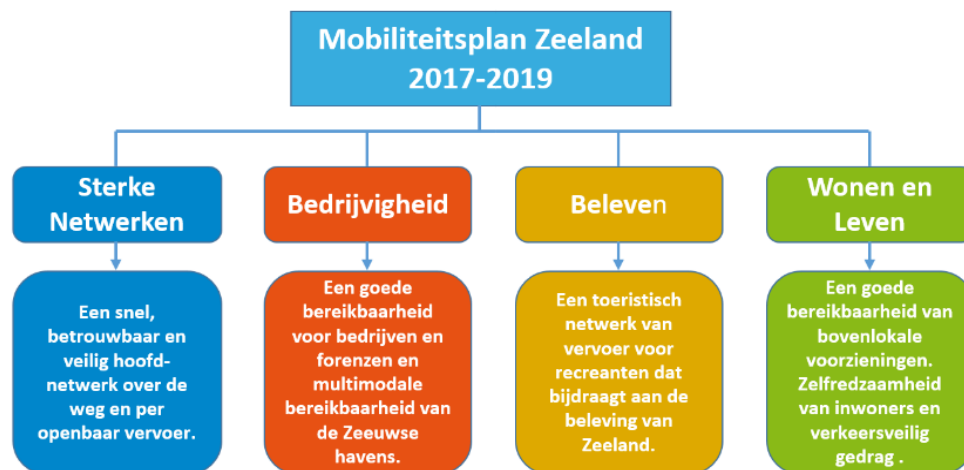 Mobiliteitsplan Zeeland
2017-2019
Sterke
Netwerken
Bedrijvigheid
Beleven
Wonen en
Leven
Een snel,
betrouwbaar en
veilig hoofd-
netwerk over de
weg en per
openbaar vervoer.
Een goede
bereikbaarheid
voor bedrijven en
forenzen en
multimodale
bereikbaarheid van
de Zeeuwse
havens.
Een toeristisch
netwerk van
vervoer voor
recreanten dat
bijdraagt aan de
beleving van
Zeeland.
Een goede
bereikbaarheid van
bovenlokale
voorzieningen.
Zelfredzaamheid
van inwoners en
verkeersveilig
gedrag .